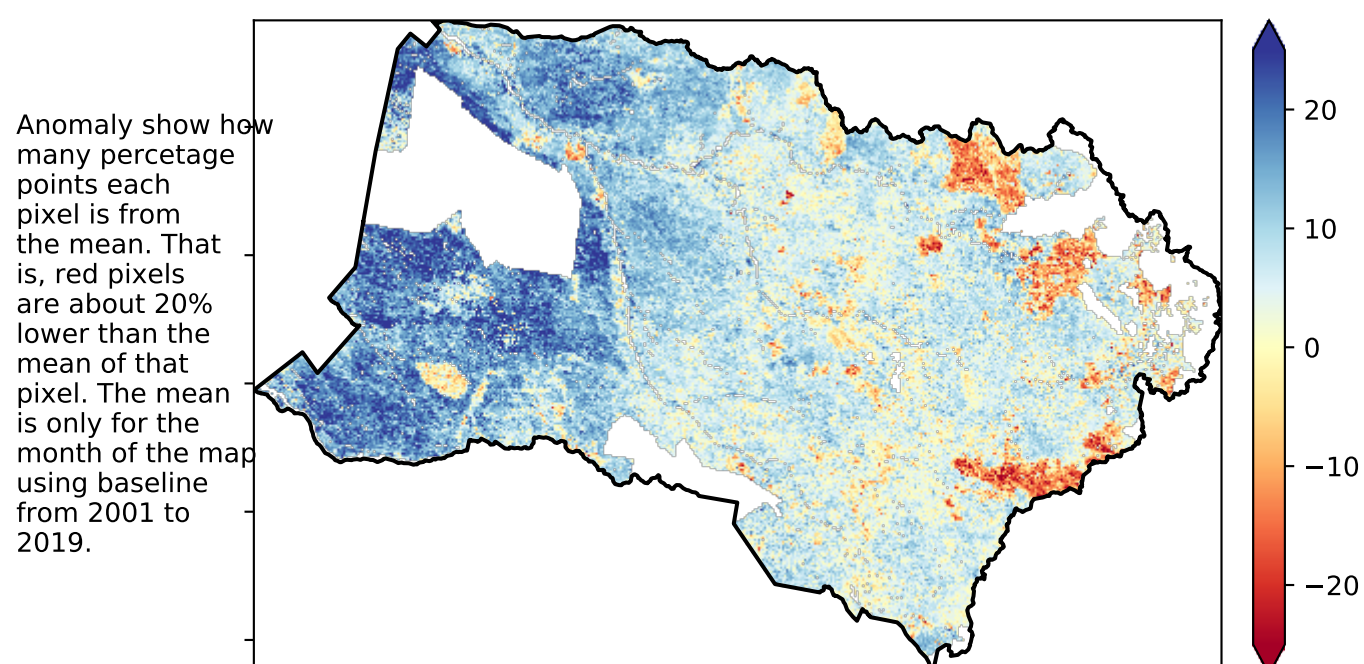 Anomaly show how
many percetage
points each
pixel is from
the mean. That
is, red pixels
are about 20%
lower than the
mean of that
pixel. The mean
is only for the
month of the map
using baseline
from 2001 to
2019.
20
10
0
−10
−20